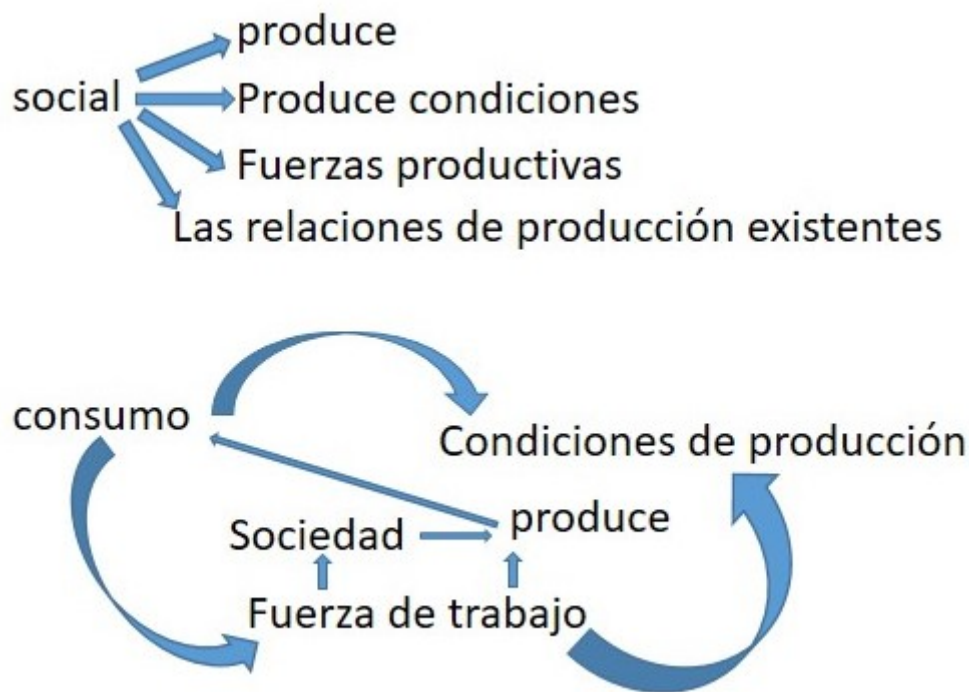 produce
social
Produce condiciones
Fuerzas productivas
Las relaciones de producción existentes
consumo
Condiciones de producción
produce
Sociedad
Fuerza de trabajo